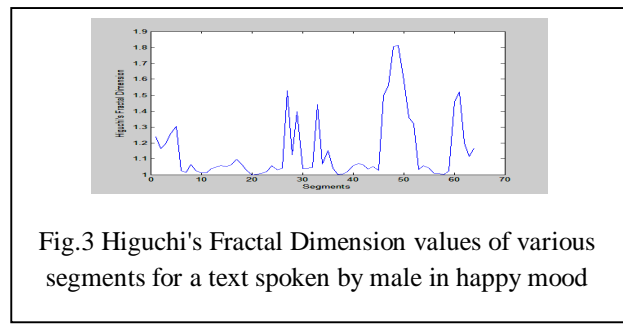 1.9
1.8
1.7
1.6
1.5
1.4
1.3
1.2
1.1
1
Higuchi's Fractal Dimension
0 10 20 30 40 50 60 70
Segments
Fig.3 Higuchi's Fractal Dimension values of various
segments for a text spoken by male in happy mood